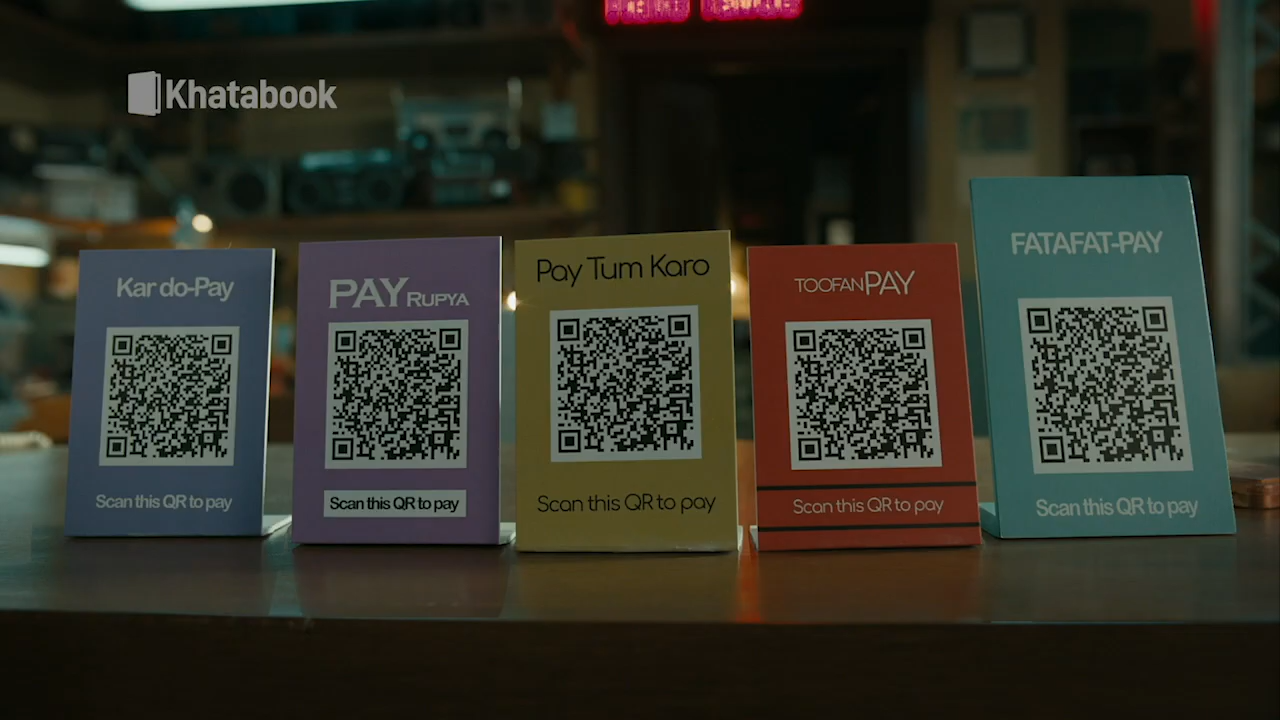 Khatabook
Kar do-Pay
Scan this QR to pay
PAY RUPYA
Scan this QR to pay
Pay Tum Karo
Scan this QR to pay
TOOFANPAY
Scan this QR to pay
FATAFAT-PAY
Scan this QR to pay